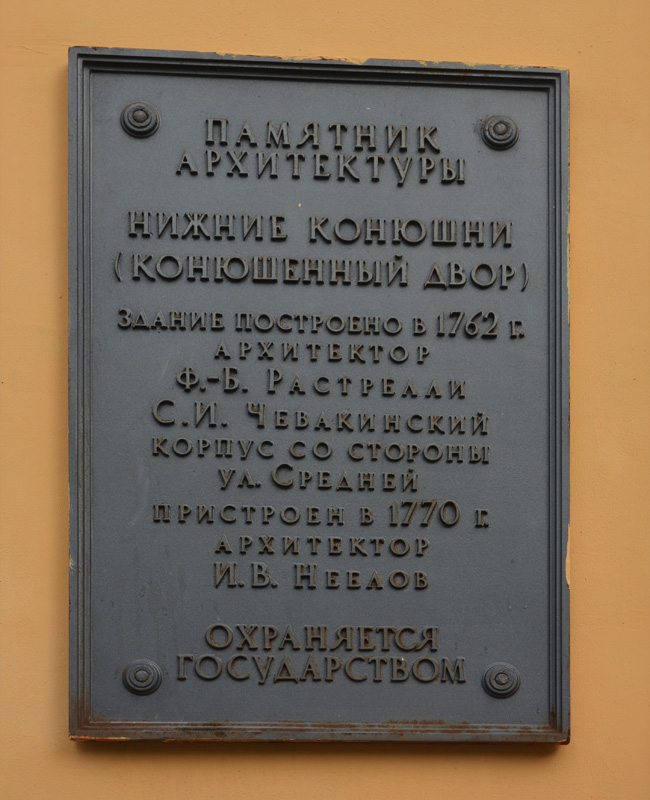 ПАМЯТНИК
АРХИТЕКТУРЫ
НИЖНИЕ КОНЮШНИ
(КОНЮШЕННЫЙ ДВОР)
ЗДАНИЕ ПОСТРОЕНО В 1762 Г.
АРХИТЕКТОР
Ф.-Б. РАСТРЕЛЛИ
С.И. ЧЕВАКИНСКИЙ
КОРПУС СО СТОРОНЫ
УЛ. СРЕДНЕЙ
ПРИСТРОЕН В 1770 Г.
АРХИТЕКТОР
И.В. НЕЕЛОВ
ОХРАНЯЕТСЯ
ГОСУДАРСТВОМ